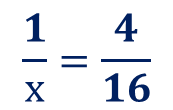 1/x = 4/16